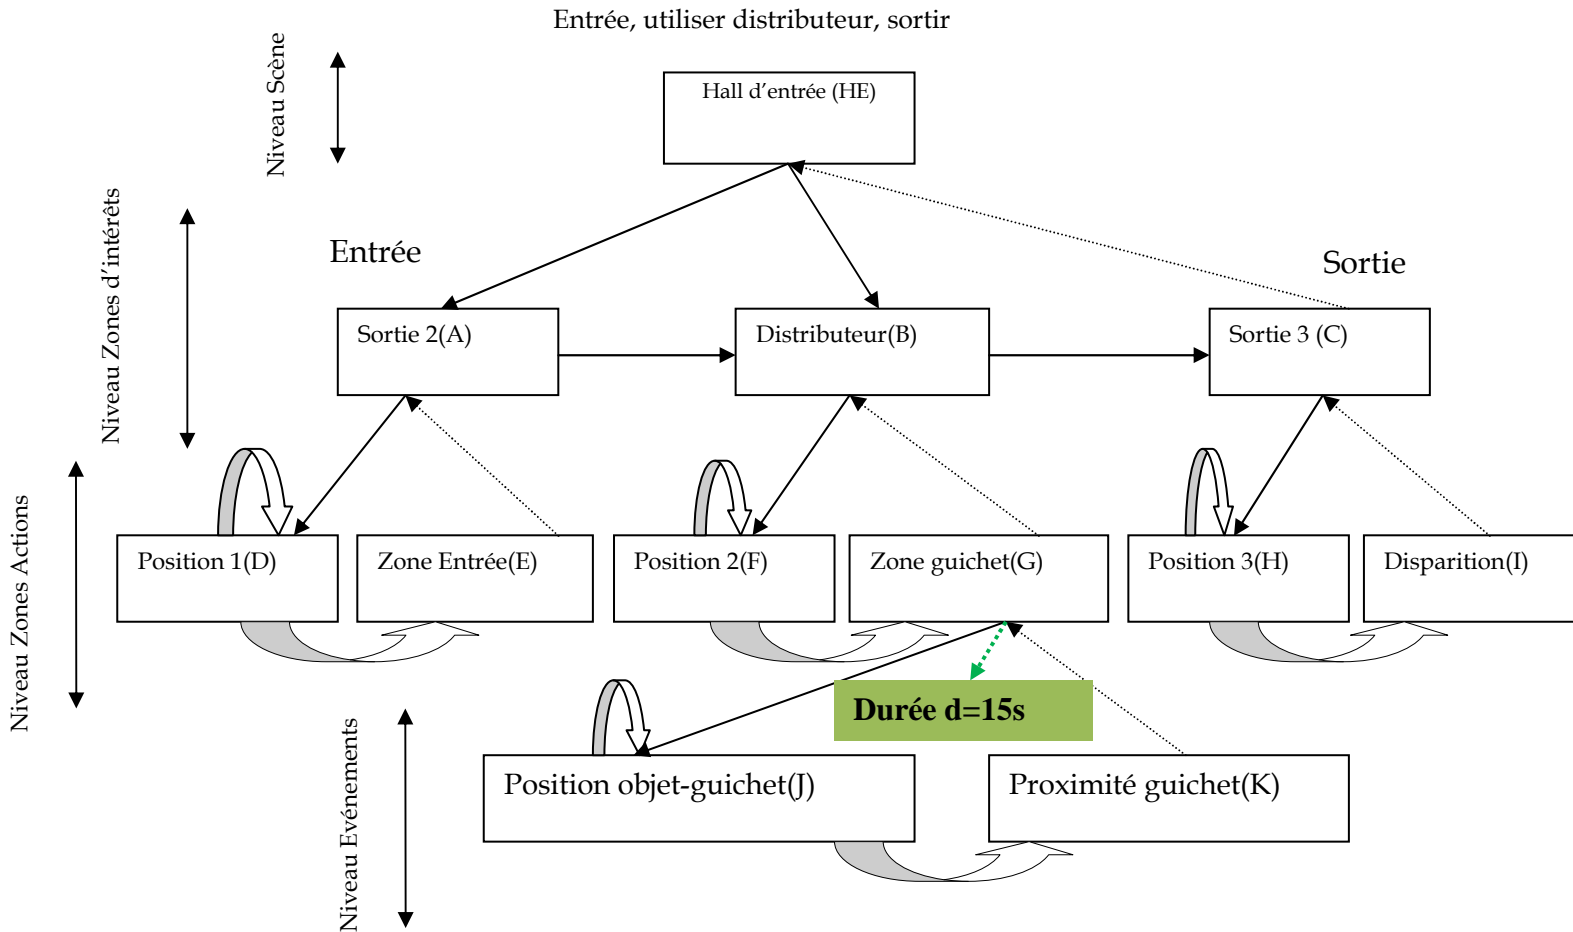 Entrée, utiliser distributeur, sortir
Niveau Scène
Hall d'entrée (HE)
Niveau Zones d'intérêts
Entrée
Sortie
Sortie 2(A)
Distributeur(B)
Sortie 3 (C)
Niveau Zones Actions
Position 1(D)
Zone Entrée(E)
Position 2(F)
Zone guichet(G)
Position 3(H)
Disparition(I)
Durée d=15s
Niveau Evénements
Position objet-guichet(J)
Proximité guichet(K)